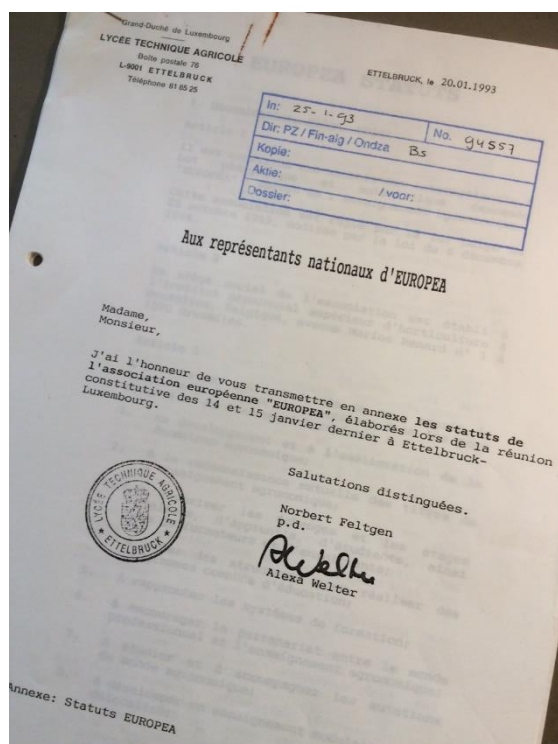 Grand-Duché de Luxembourg
LYCÉE TECHNIQUE AGRICOLE
Boîte postale 76
L-9001 ETTELBRUCK
Téléphone 81 85 25
ETTELBRUCK, le 20.01.1993
In: 25-1-93
No. 94557
Dir: PZ / Fin-alg / Ondza Bs
Kopie:
Aktie: / voor:
Dossier:
Aux représentants nationaux d'EUROPEA
Madame,
Monsieur,
J'ai l'honneur de vous transmettre en annexe les statuts de
l'association européenne "EUROPEA", élaborés lors de la réunion
constitutive des 14 et 15 janvier dernier à Ettelbruck-
Luxembourg.
Salutations distinguées.
Norbert Feltgen
p.d.
AWelter
Alexa Welter
LYCÉE TECHNIQUE AGRICOLE
ETTELBRUCK
Annexe: Statuts EUROPEA